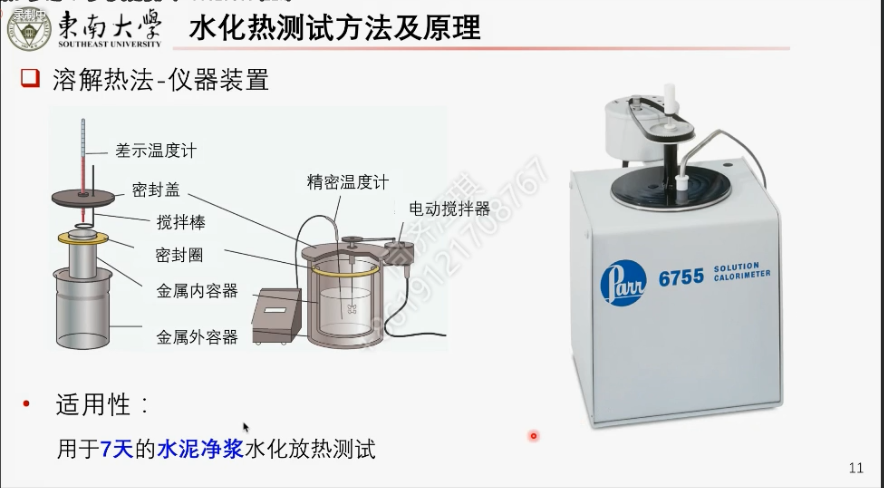 东南大学
SOUTHEAST UNIVERSITY
水化热测试方法及原理
溶解热法-仪器装置
差示温度计
密封盖
搅拌棒
密封圈
金属内容器
金属外容器
精密温度计
电动搅拌器
Parr 6755 SOLUTION
CALORIMETER
• 适用性：
用于7天的水泥净浆水化放热测试
11